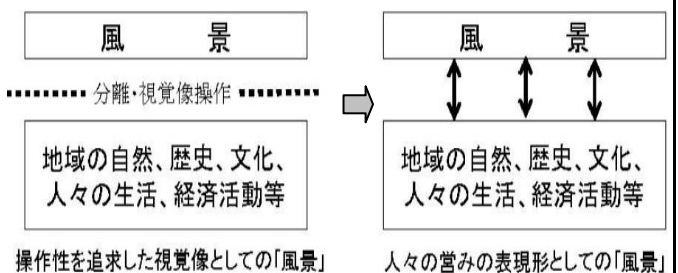 風　景
分離・視覚像操作
地域の自然、歴史、文化、
人々の生活、経済活動等
操作性を追求した視覚像としての「風景」
風　景
地域の自然、歴史、文化、
人々の生活、経済活動等
人々の営みの表現形としての「風景」